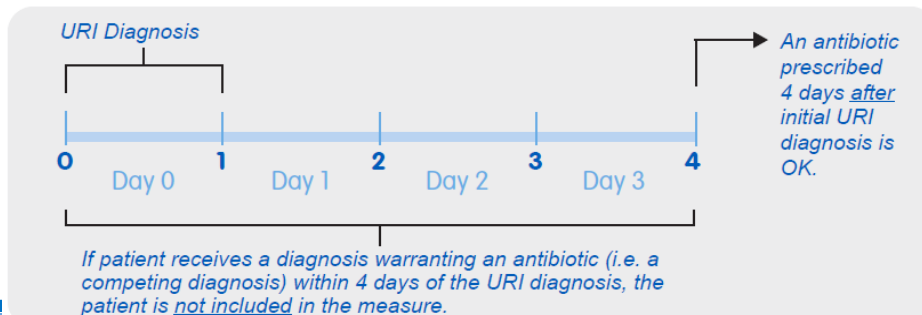 URI Diagnosis
An antibiotic
prescribed
4 days after
initial URI
diagnosis is
OK.
0 1 2 3 4
Day 0 Day 1 Day 2 Day 3
If patient receives a diagnosis warranting an antibiotic (i.e. a
competing diagnosis) within 4 days of the URI diagnosis, the
patient is not included in the measure.